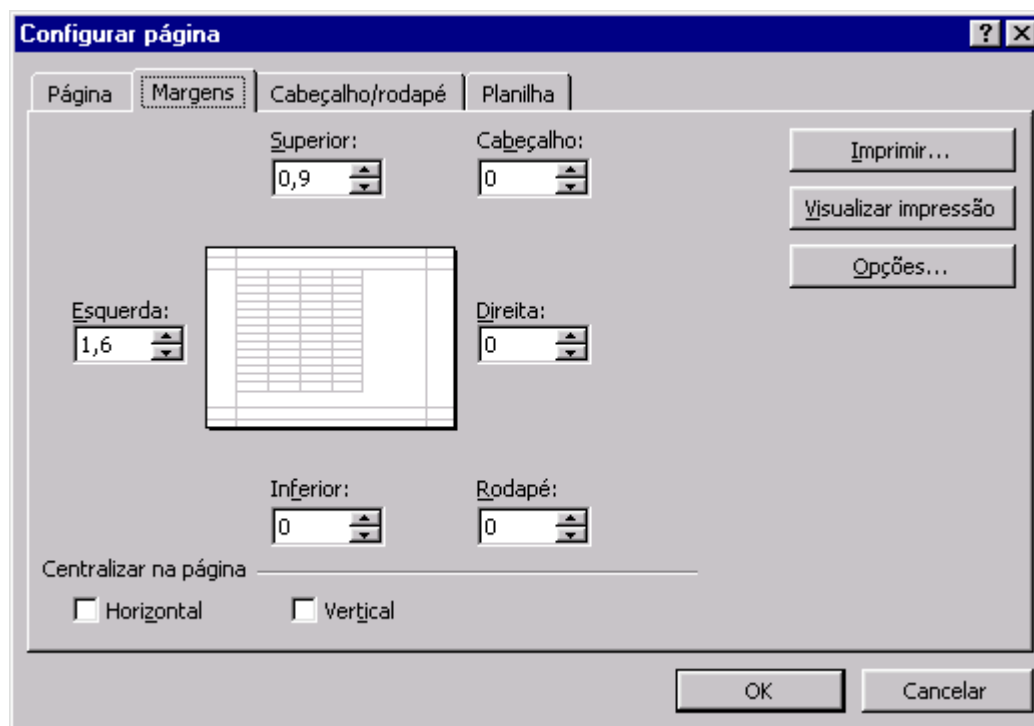 Configurar página
Página Margens Cabeçalho/rodapé Planilha
Superior: Cabeçalho: Imprimir...
0,9 0
Visualizar impressão
Opções...
Esquerda: Direita:
1,6 0
Inferior: Rodapé:
0 0
Centralizar na página
Horizontal Vertical
OK Cancelar